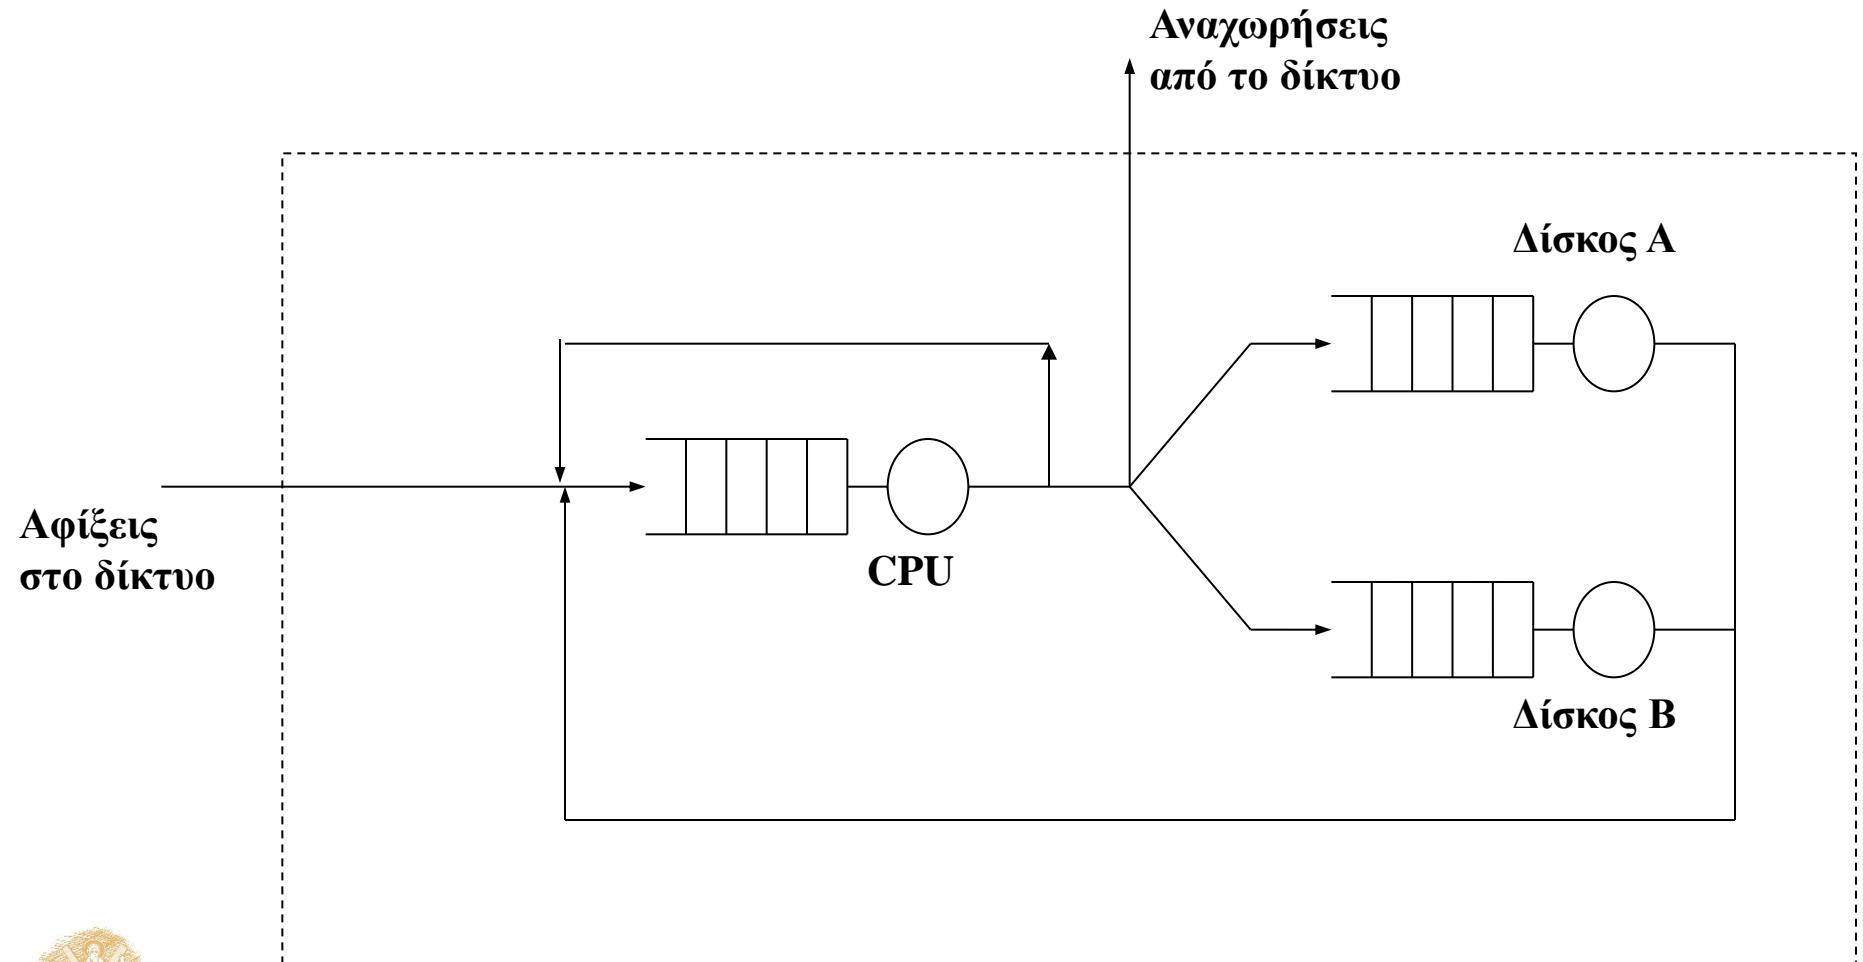 Αναχωρήσεις
από το δίκτυο
Δίσκος Α
Αφίξεις
στο δίκτυο
CPU
Δίσκος Β